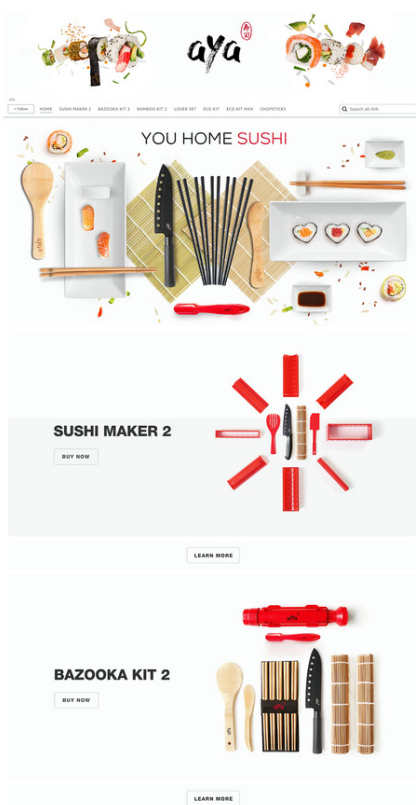 aya
寿司
+ Follow
HOME SUSHI MAKER 2 BAZOOKA KIT 2 BAMBOO KIT 2 LOVER SET ECO KIT ECO KIT MAX CHOPSTICKS
Search all AYA
YOU HOME SUSHI
SUSHI MAKER 2
BUY NOW
LEARN MORE
BAZOOKA KIT 2
BUY NOW
LEARN MORE